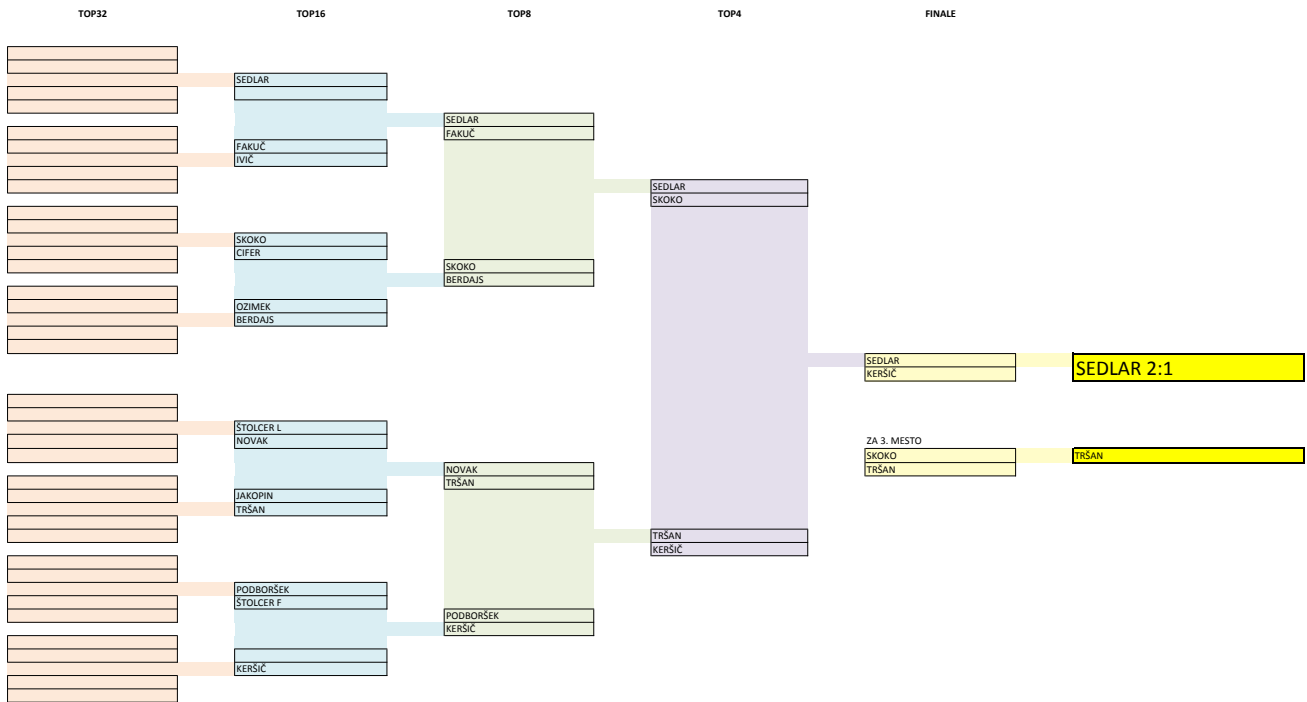 TOP32 TOP16 TOP8 TOP4 FINALE
SEDLAR
SEDLAR
FAKUČ
FAKUČ
IVIČ
SEDLAR
SKOKO
SKOKO
CIFER
SKOKO
BERDAJS
OZIMEK
BERDAJS
SEDLAR
KERŠIČ
SEDLAR 2:1
ŠTOLCER L
NOVAK
ZA 3. MESTO
SKOKO
TRŠAN
TRŠAN
NOVAK
TRŠAN
JAKOPIN
TRŠAN
TRŠAN
KERŠIČ
PODBORŠEK
ŠTOLCER F
PODBORŠEK
KERŠIČ
KERŠIČ